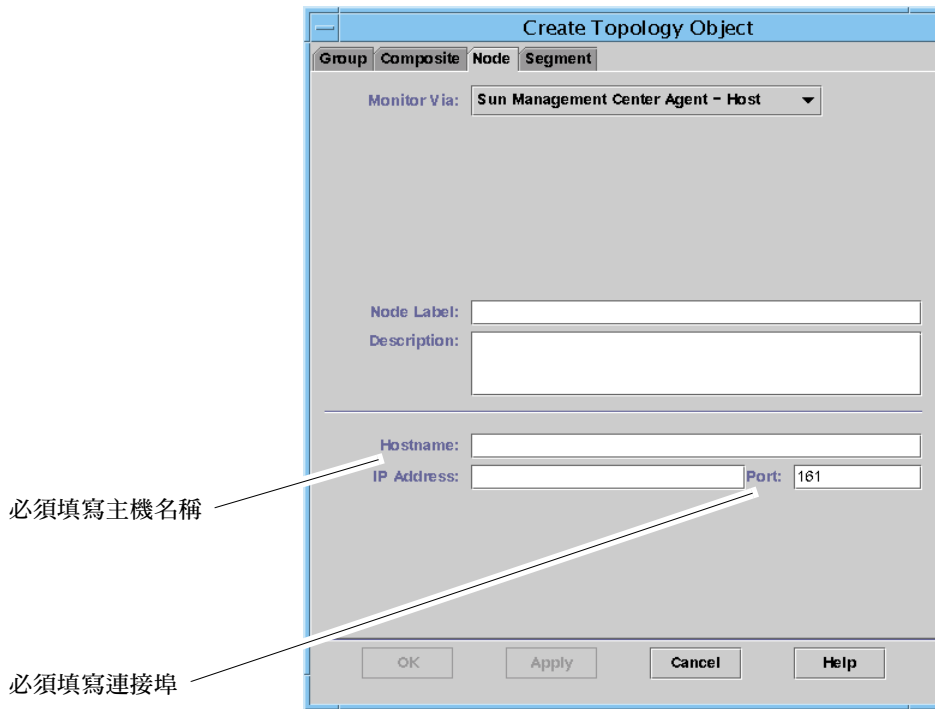 Create Topology Object
Group Composite Node Segment
Monitor Via: Sun Management Center Agent - Host
Node Label:
Description:
Hostname:
IP Address: Port: 161
必須填寫主機名稱
OK Apply Cancel Help
必須填寫連接埠